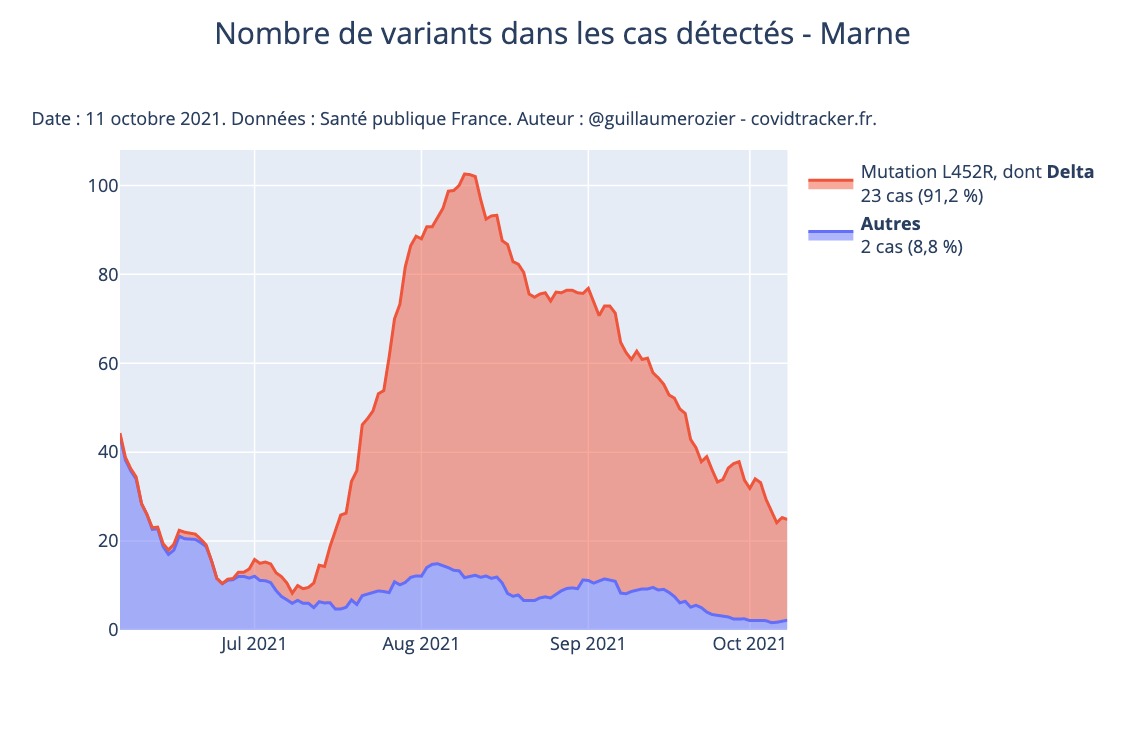 Nombre de variants dans les cas détectés - Marne
Date : 11 octobre 2021. Données : Santé publique France. Auteur : @guillaumerozier - covidtracker.fr.
Mutation L452R, dont Delta
23 cas (91,2 %)
Autres
2 cas (8,8 %)
100
80
60
40
20
0
Jul 2021
Aug 2021
Sep 2021
Oct 2021